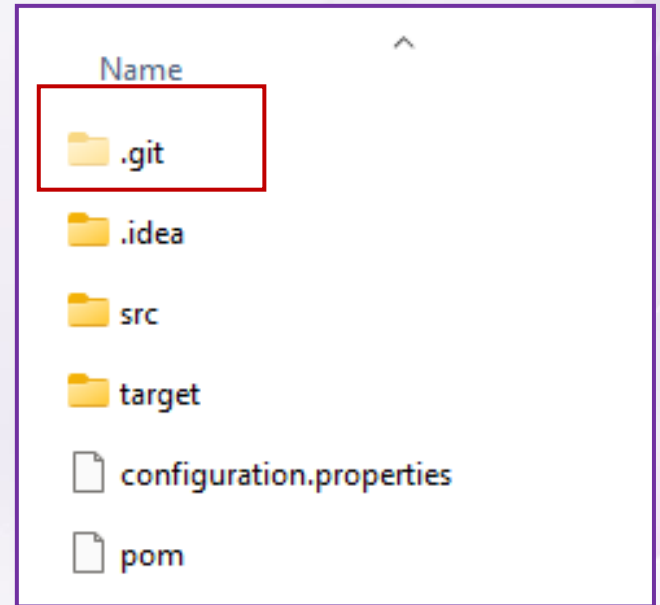 Name
.git
.idea
src
target
configuration.properties
pom